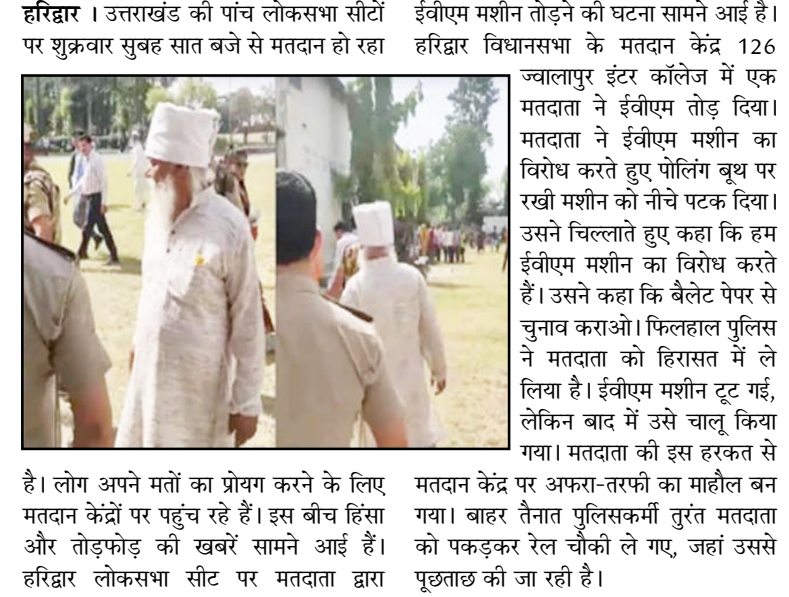 हरिद्वार । उत्तराखंड की पांच लोकसभा सीटों
पर शुक्रवार सुबह सात बजे से मतदान हो रहा
है। लोग अपने मतों का प्रोयग करने के लिए
मतदान केंद्रों पर पहुंच रहे हैं। इस बीच हिंसा
और तोड़फोड़ की खबरें सामने आई हैं।
हरिद्वार लोकसभा सीट पर मतदाता द्वारा
ईवीएम मशीन तोड़ने की घटना सामने आई है।
हरिद्वार विधानसभा के मतदान केंद्र 126
ज्वालापुर इंटर कॉलेज में एक
मतदाता ने ईवीएम तोड़ दिया।
मतदाता ने ईवीएम मशीन का
विरोध करते हुए पोलिंग बूथ पर
रखी मशीन को नीचे पटक दिया।
उसने चिल्लाते हुए कहा कि हम
ईवीएम मशीन का विरोध करते
हैं। उसने कहा कि बैलेट पेपर से
चुनाव कराओ। फिलहाल पुलिस
ने मतदाता को हिरासत में ले
लिया है। ईवीएम मशीन टूट गई,
लेकिन बाद में उसे चालू किया
गया। मतदाता की इस हरकत से
मतदान केंद्र पर अफरा-तरफी का माहौल बन
गया। बाहर तैनात पुलिसकर्मी तुरंत मतदाता
को पकड़कर रेल चौकी ले गए, जहां उससे
पूछताछ की जा रही है।